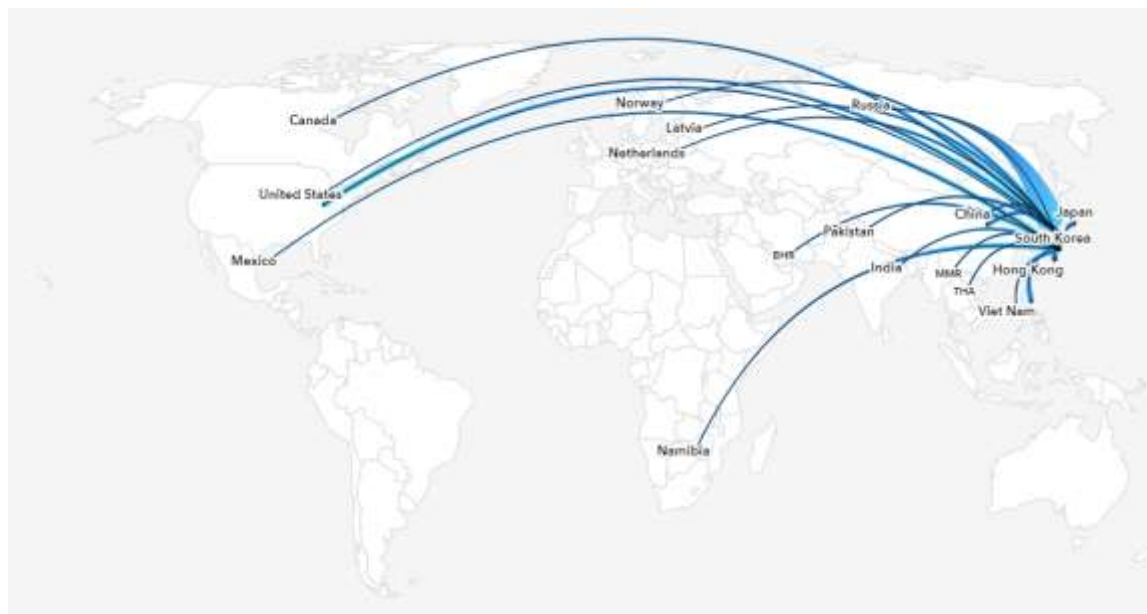 Canada
Norway
Russia
Latvia
Netherlands
United States
China
Japan
Pakistan
South Korea
BHR
Mexico
India
MMR
Hong Kong
THA
Viet Nam
Namibia